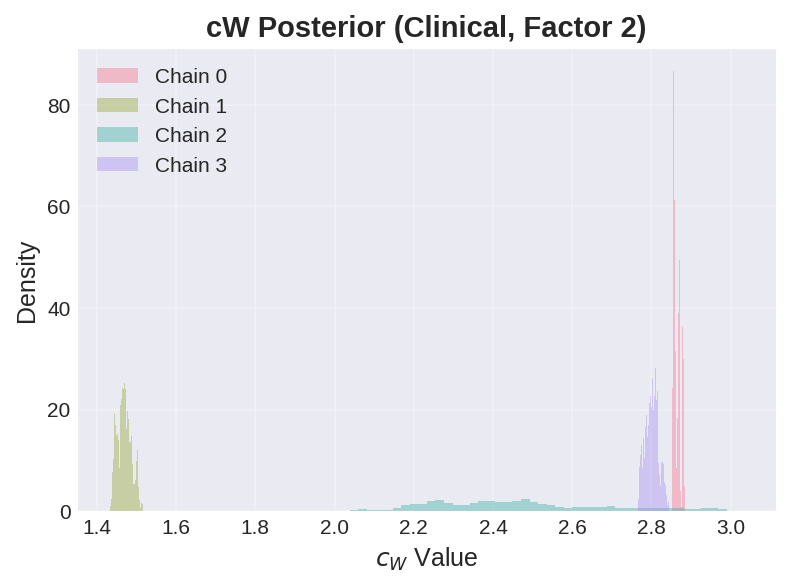 cW Posterior (Clinical, Factor 2)
Chain 0
Chain 1
Chain 2
Chain 3
Density
80
60
40
20
0
1.4 1.6 1.8 2.0 2.2 2.4 2.6 2.8 3.0
cW Value